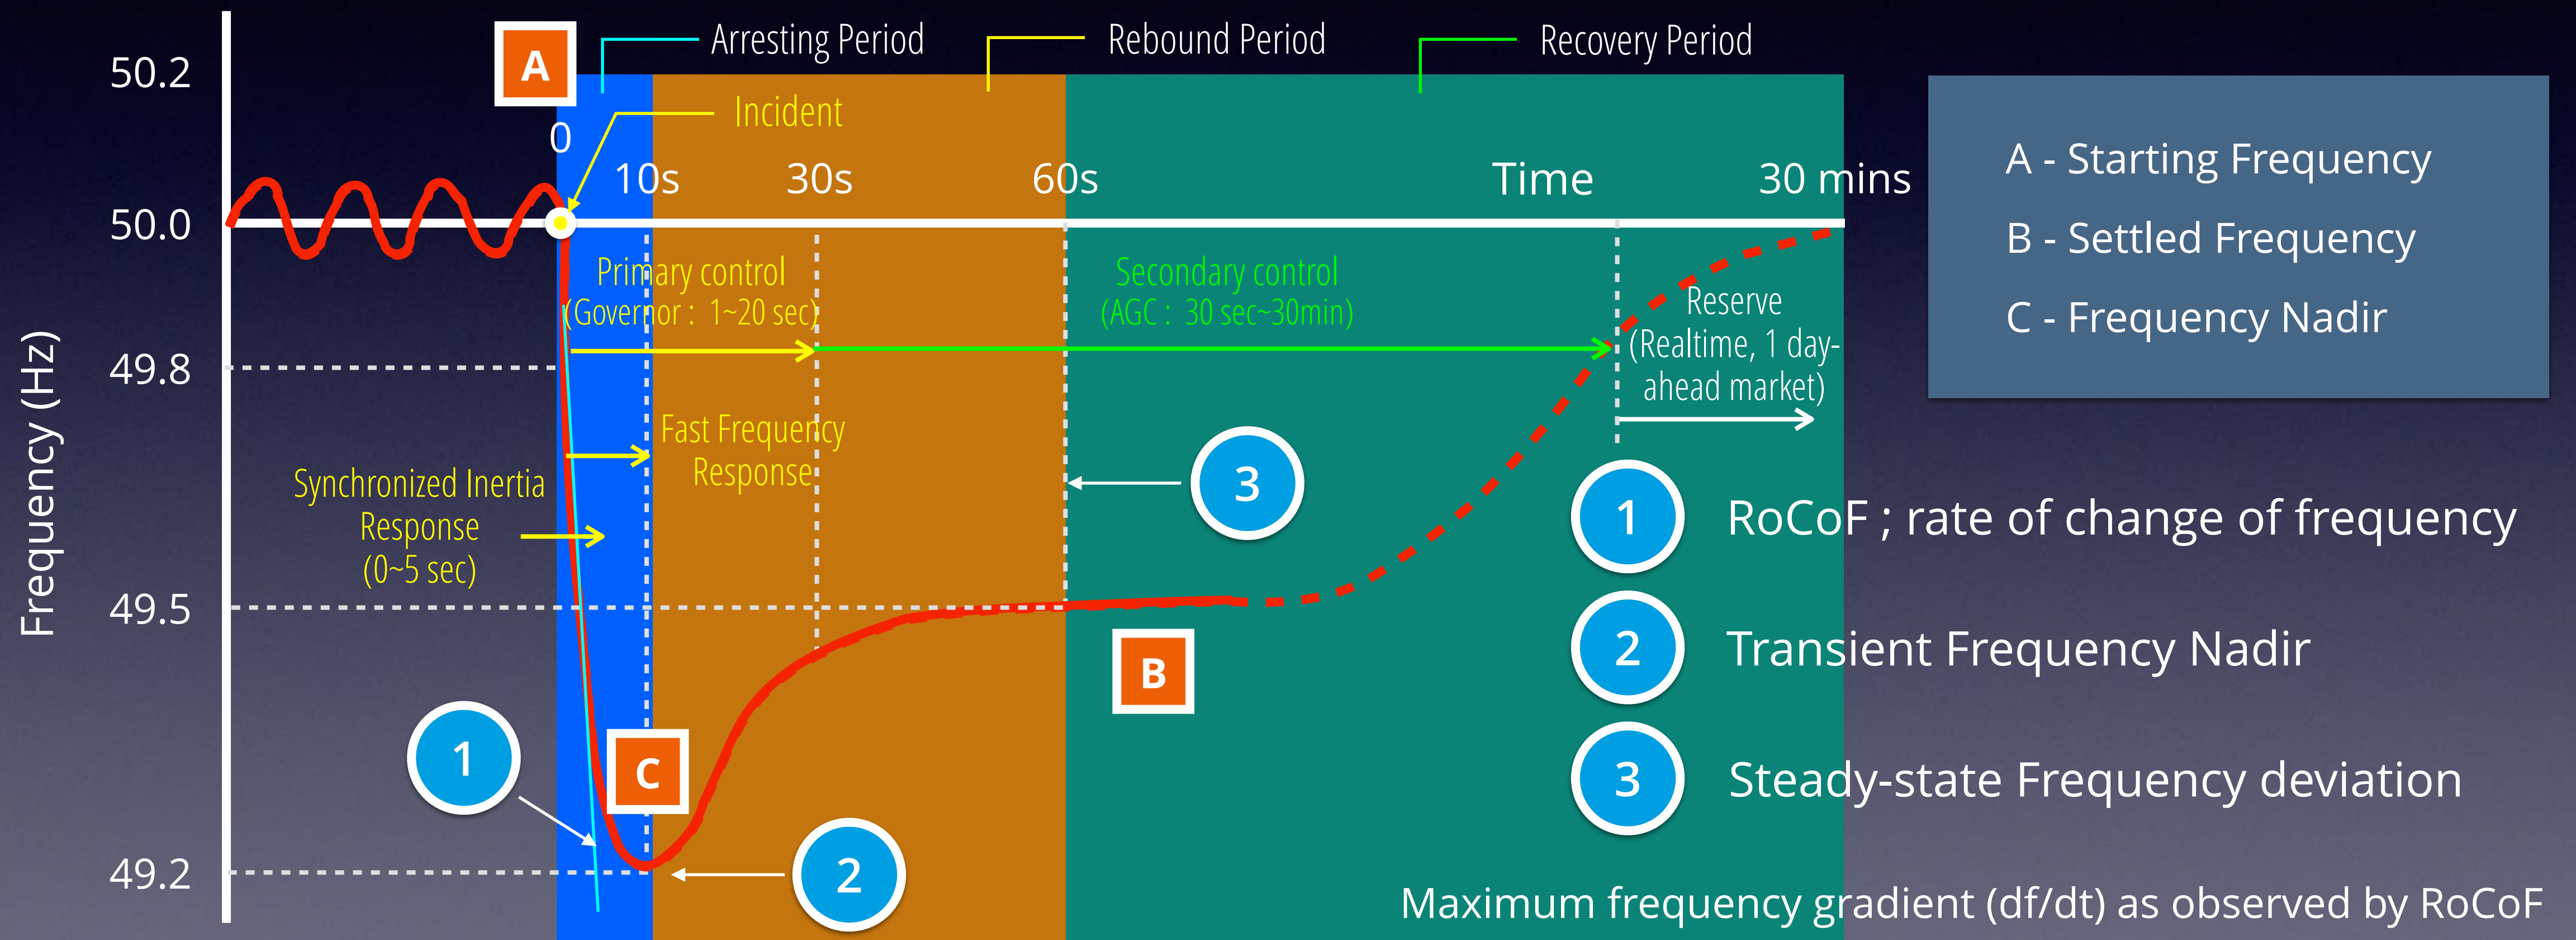 Arresting Period
Rebound Period
Recovery Period
A
50.2
Incident
0
10s
30s
60s
Time
30 mins
A - Starting Frequency
B - Settled Frequency
C - Frequency Nadir
50.0
Primary control
(Governor : 1~20 sec)
Secondary control
(AGC : 30 sec~30min)
Reserve
(Realtime, 1 day-
ahead market)
Frequency (Hz)
49.8
Fast Frequency
Response
Synchronized Inertia
Response
(0~5 sec)
3
1
RoCoF ; rate of change of frequency
49.5
B
2
Transient Frequency Nadir
1
C
3
Steady-state Frequency deviation
49.2
2
Maximum frequency gradient (df/dt) as observed by RoCoF